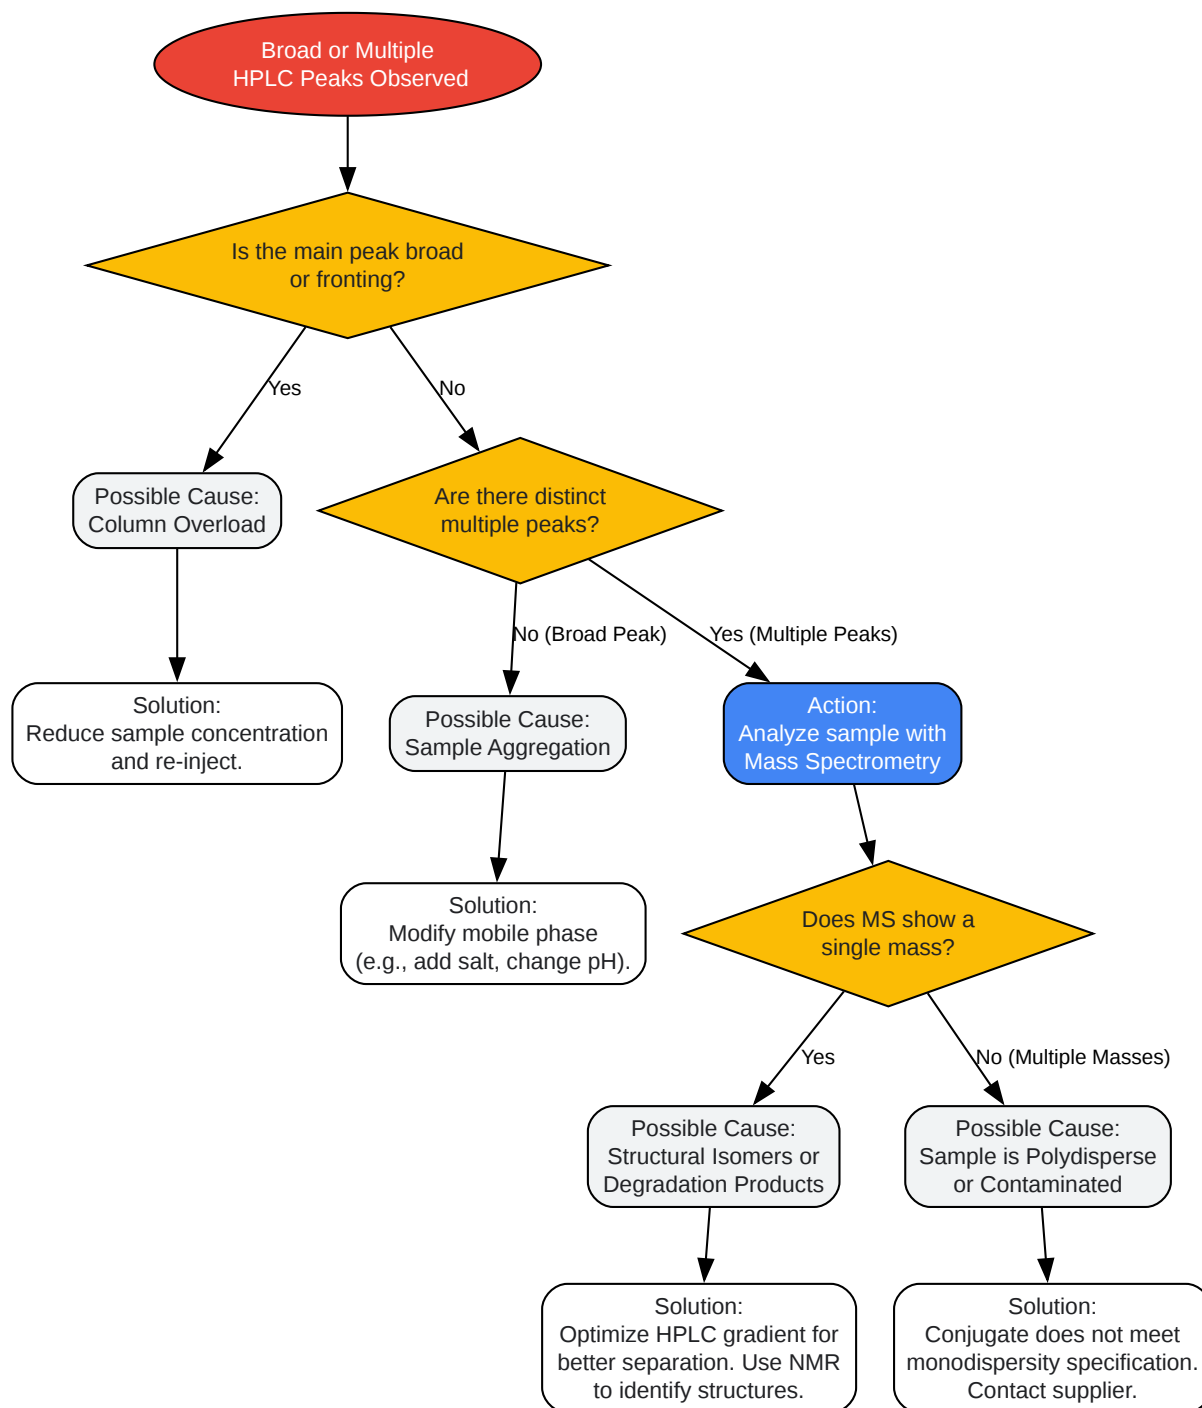 Broad or Multiple
HPLC Peaks Observed
Is the main peak broad
or fronting?
Yes
No
Possible Cause:
Column Overload
Are there distinct
multiple peaks?
No (Broad Peak)
Yes (Multiple Peaks)
Solution:
Reduce sample concentration
and re-inject.
Possible Cause:
Sample Aggregation
Action:
Analyze sample with
Mass Spectrometry
Solution:
Modify mobile phase
(e.g., add salt, change pH).
Does MS show a
single mass?
Yes
No (Multiple Masses)
Possible Cause:
Structural Isomers or
Degradation Products
Possible Cause:
Sample is Polydisperse
or Contaminated
Solution:
Optimize HPLC gradient for
better separation. Use NMR
to identify structures.
Solution:
Conjugate does not meet
monodispersity specification.
Contact supplier.